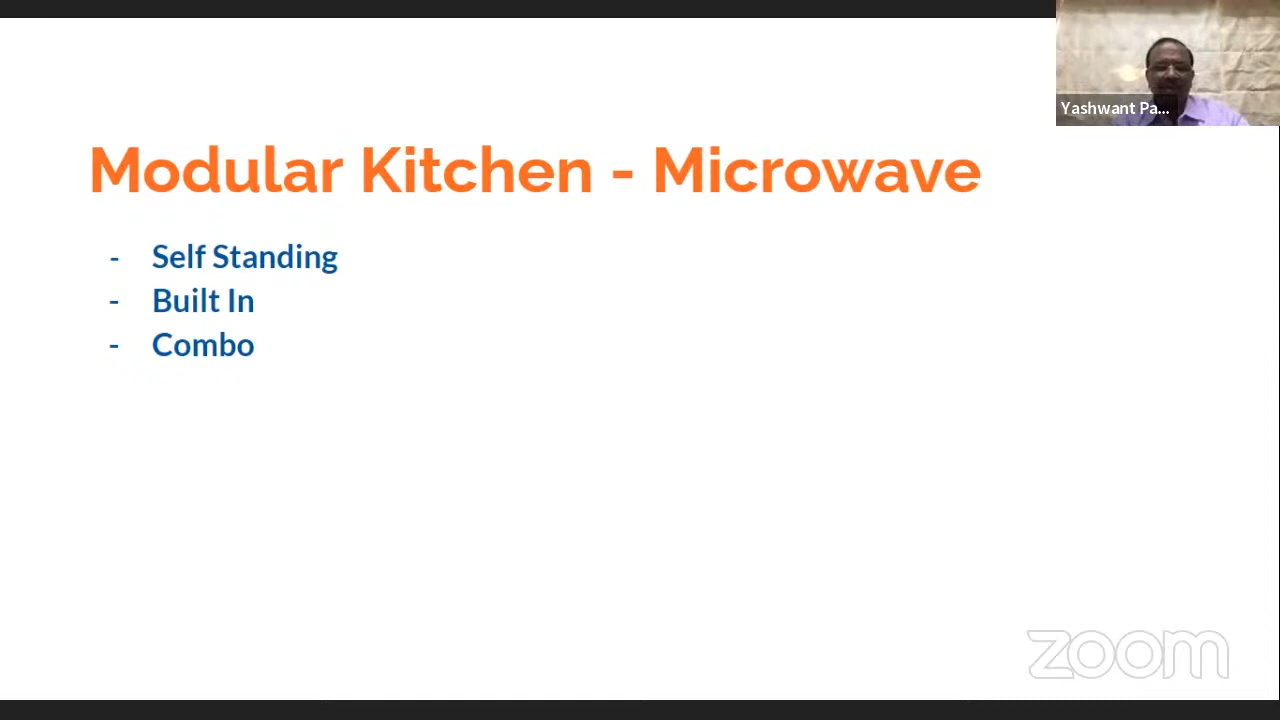 Yashwant Pa...
Modular Kitchen - Microwave
- Self Standing
- Built In
- Combo
zoom